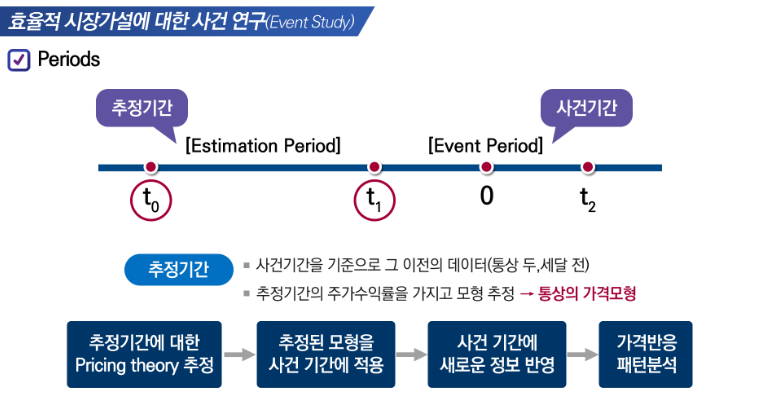 효율적 시장가설에 대한 사건 연구(Event Study)
Periods
추정기간
사건기간
[Estimation Period]
[Event Period]
t0
t1
0
t2
추정기간
사건기간을 기준으로 그 이전의 데이터(통상 두,세달 전)
추정기간의 주가수익률을 가지고 모형 추정 → 통상의 가격모형
추정기간에 대한
Pricing theory 추정
추정된 모형을
사건 기간에 적용
사건 기간에
새로운 정보 반영
가격반응
패턴분석